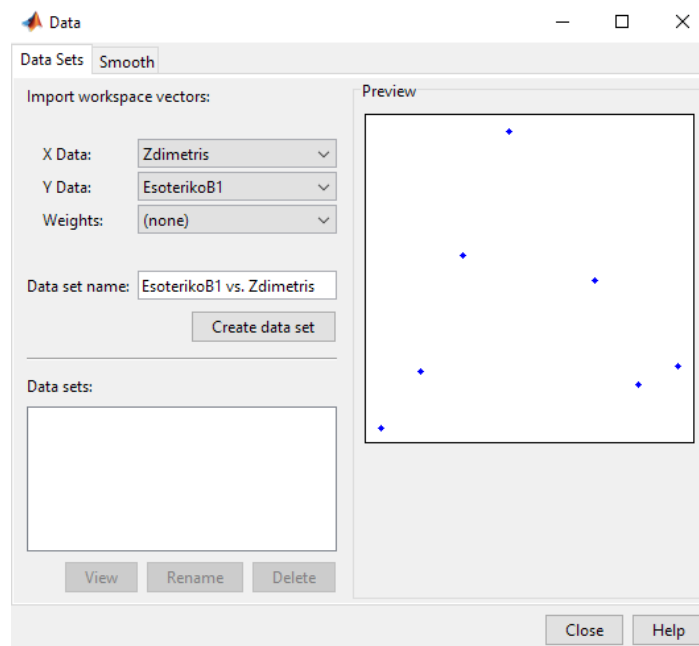 Data
Data Sets Smooth
Import workspace vectors:
X Data: Zdimetris
Y Data: EsoterikoB1
Weights: (none)
Data set name: EsoterikoB1 vs. Zdimetris
Create data set
Data sets:
View Rename Delete
Preview
Close Help